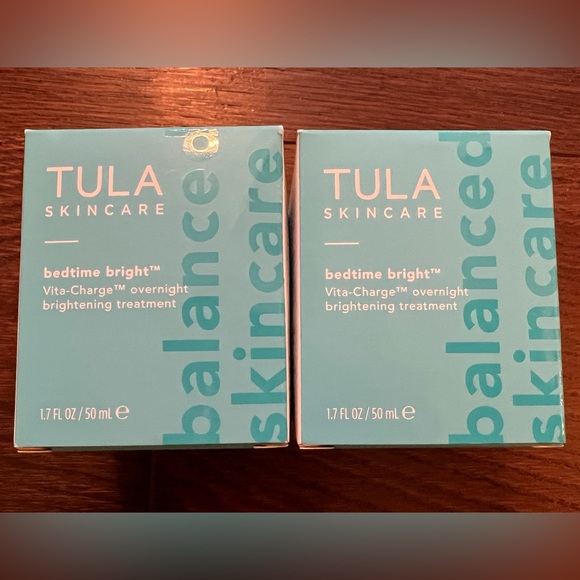 TULA
SKINCARE
bedtime bright™
Vita-Charge™ overnight
brightening treatment
1.7 FL OZ / 50 mL ℮
balanced
skincare
TULA
SKINCARE
bedtime bright™
Vita-Charge™ overnight
brightening treatment
1.7 FL OZ / 50 mL ℮
balanced
skincare